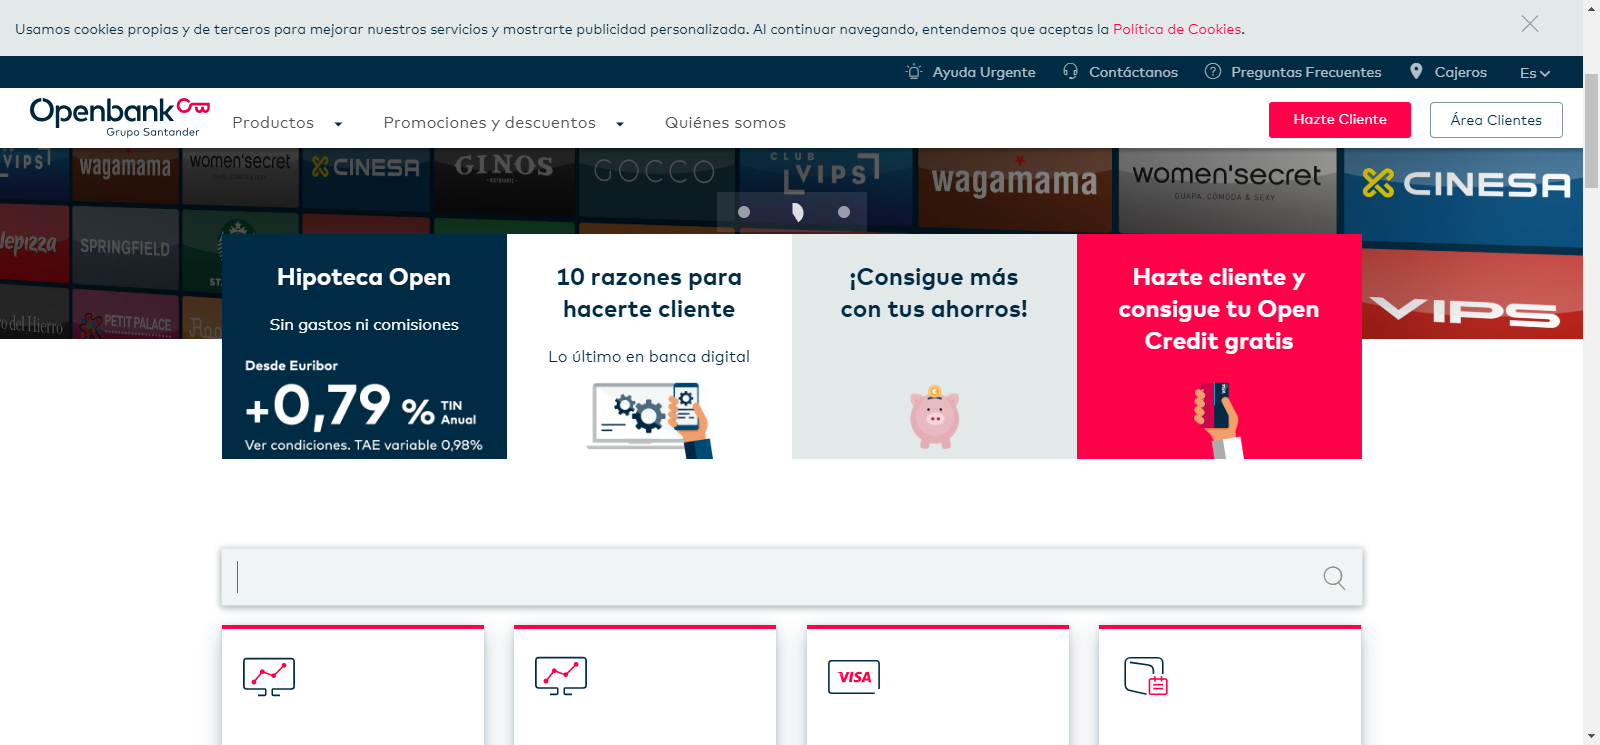 Usamos cookies propias y de terceros para mejorar nuestros servicios y mostrarte publicidad personalizada. Al continuar navegando, entendemos que aceptas la Política de Cookies.
Ayuda Urgente
Contáctanos
Preguntas Frecuentes
Cajeros
Es
Openbank
Grupo Santander
Productos
Promociones y descuentos
Quiénes somos
Hazte Cliente
Área Clientes
VIPS
wagamama
women'secret
CINESA
GINOS
RISTORANTE
GOCCO
CLUB
VIPS
wagamama
women'secret
GUAPA, CÓMODA & SEXY
CINESA
SPRINGFIELD
PETIT PALACE
del Hierro
VIPS
Hipoteca Open
Sin gastos ni comisiones
Desde Euribor
+0,79 % TIN Anual
Ver condiciones. TAE variable 0,98%
10 razones para
hacerte cliente
Lo último en banca digital
¡Consigue más
con tus ahorros!
Hazte cliente y
consigue tu Open
Credit gratis
VISA